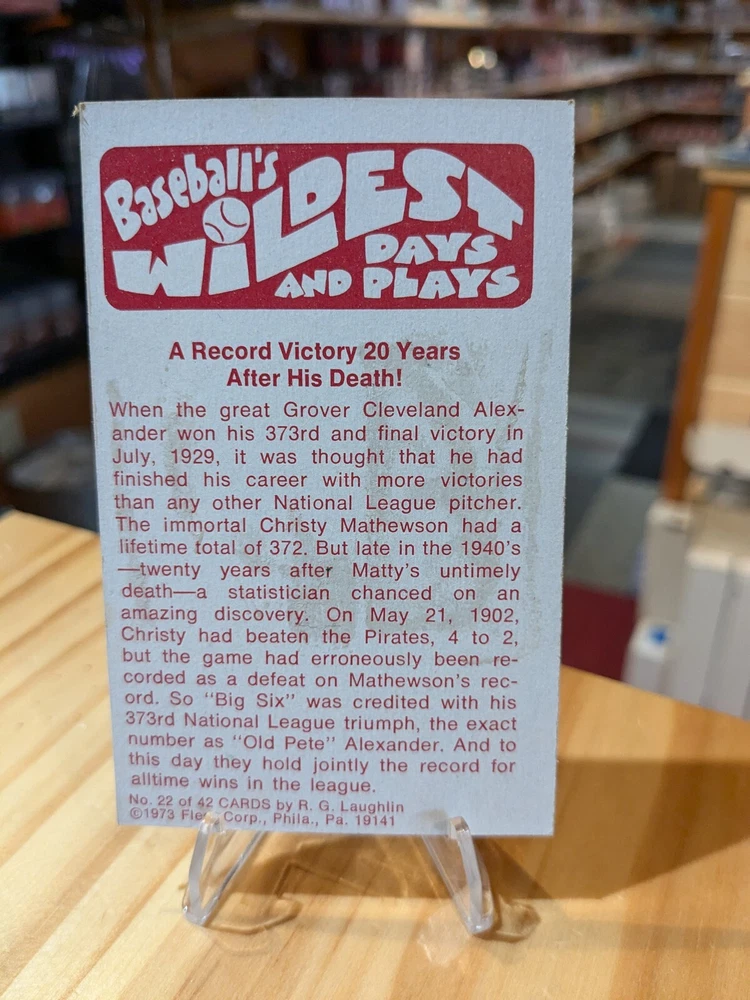 Baseball's
WILDEST
DAYS
AND PLAYS
A Record Victory 20 Years
After His Death!
When the great Grover Cleveland Alex-
ander won his 373rd and final victory in
July, 1929, it was thought that he had
finished his career with more victories
than any other National League pitcher.
The immortal Christy Mathewson had a
lifetime total of 372. But late in the 1940's
—twenty years after Matty's untimely
death—a statistician chanced on an
amazing discovery. On May 21, 1902,
Christy had beaten the Pirates, 4 to 2,
but the game had erroneously been re-
corded as a defeat on Mathewson's rec-
ord. So "Big Six" was credited with his
373rd National League triumph, the exact
number as "Old Pete" Alexander. And to
this day they hold jointly the record for
alltime wins in the league.
No. 22 of 42 CARDS by R. G. Laughlin
©1973 Fleer Corp., Phila., Pa. 19141